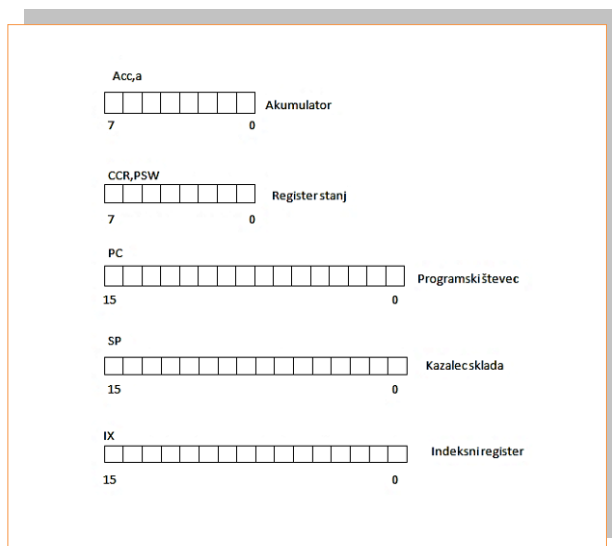 Acc,a
Akumulator
7 0
CCR,PSW
Register stanj
7 0
PC
Programski števec
15 0
SP
Kazalec sklada
15 0
IX
Indeksni register
15 0